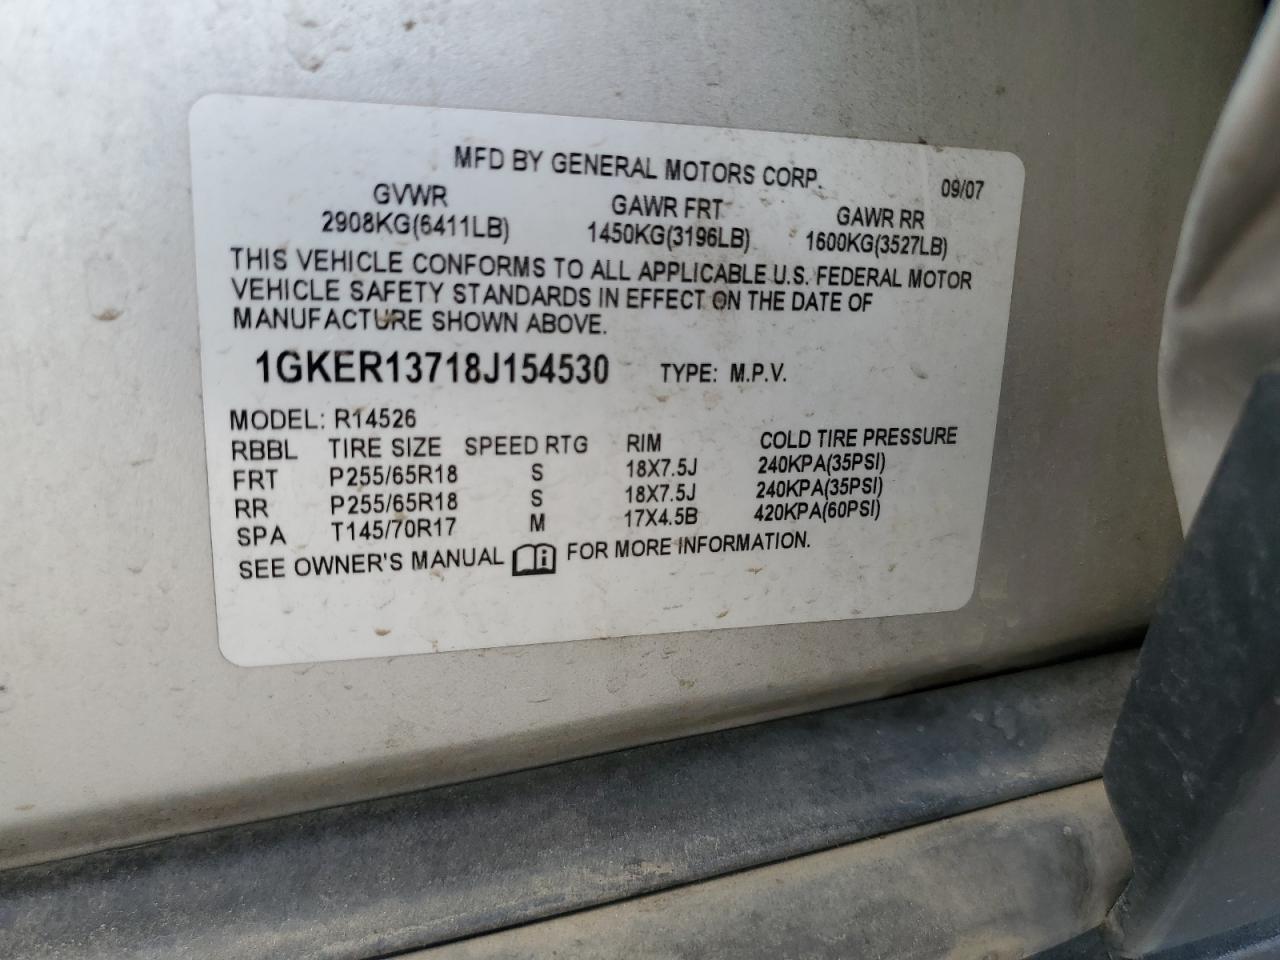 MFD BY GENERAL MOTORS CORP. 09/07
GVWR GAWR FRT GAWR RR
2908KG(6411LB) 1450KG(3196LB) 1600KG(3527LB)
THIS VEHICLE CONFORMS TO ALL APPLICABLE U.S. FEDERAL MOTOR
VEHICLE SAFETY STANDARDS IN EFFECT ON THE DATE OF
MANUFACTURE SHOWN ABOVE.
1GKER13718J154530 TYPE: M.P.V.
MODEL: R14526
RBBL TIRE SIZE SPEED RTG RIM COLD TIRE PRESSURE
FRT P255/65R18 S 18X7.5J 240KPA(35PSI)
RR P255/65R18 S 18X7.5J 240KPA(35PSI)
SPA T145/70R17 M 17X4.5B 420KPA(60PSI)
SEE OWNER'S MANUAL FOR MORE INFORMATION.